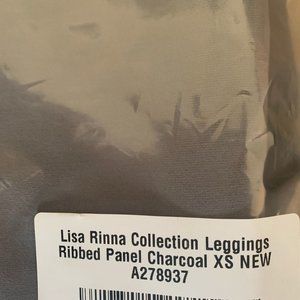 Lisa Rinna Collection Leggings
Ribbed Panel Charcoal XS NEW
A278937